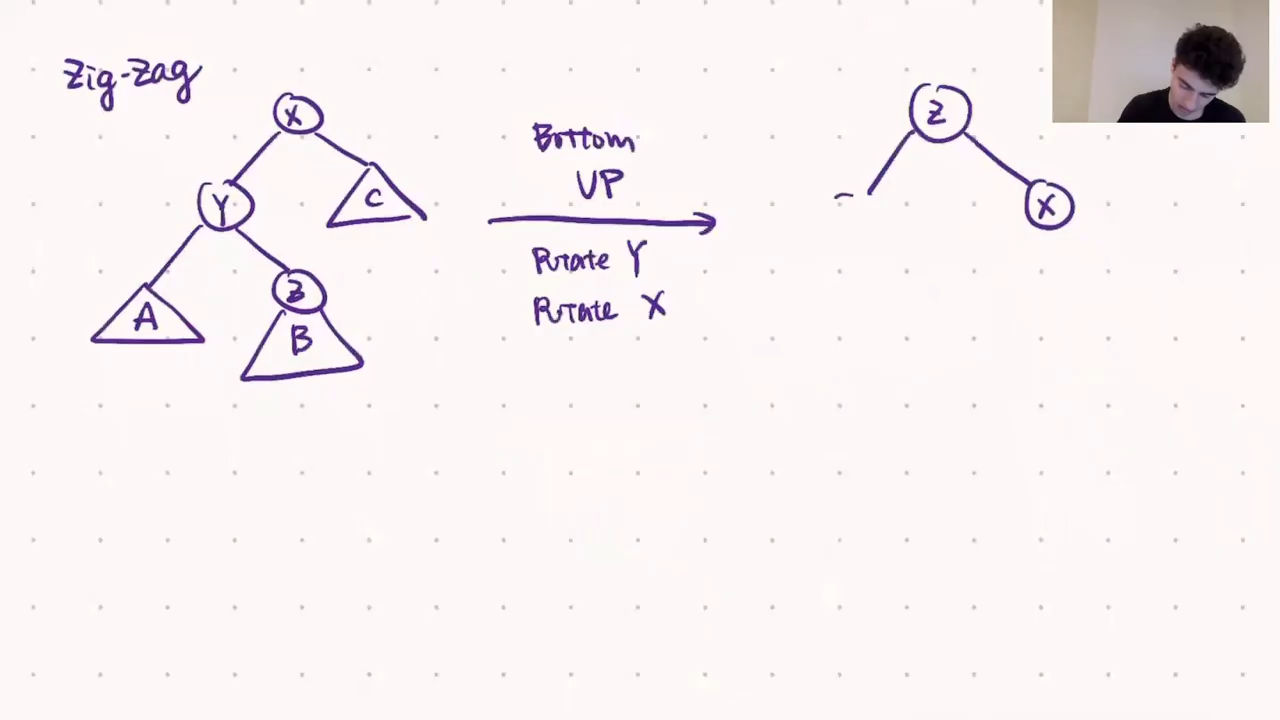 Zig-Zag
X
Y
C
A
Z
B
Bottom
UP
Rotate Y
Rotate X
Z
X